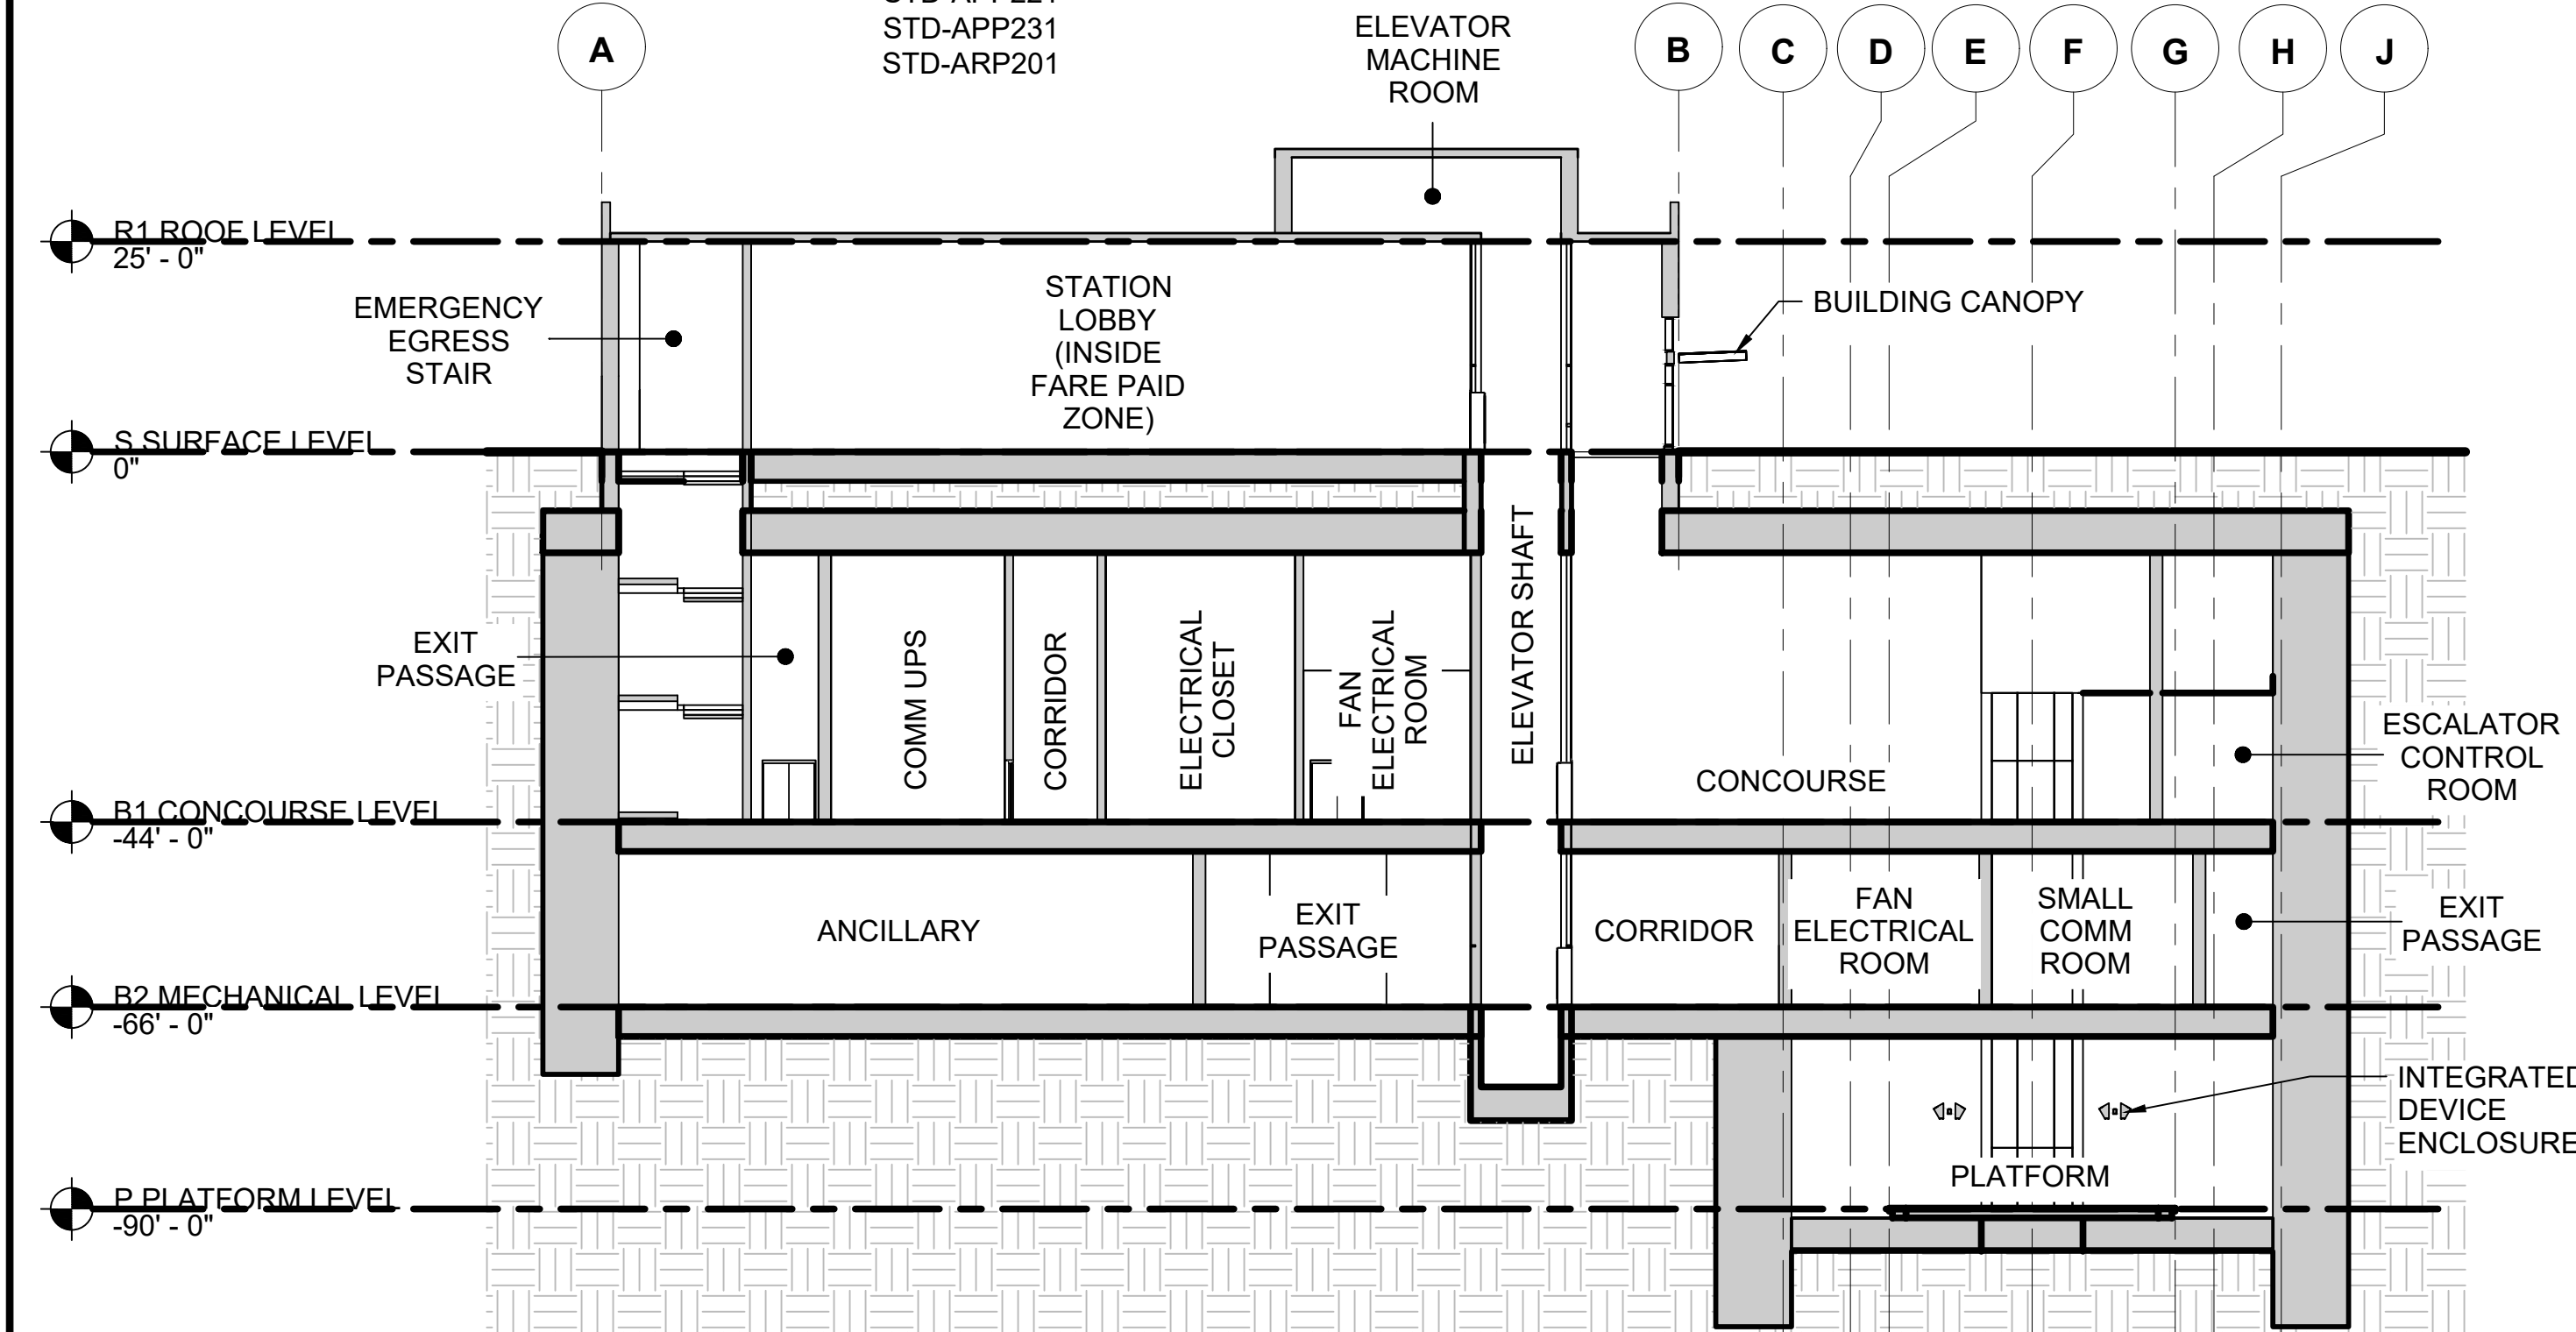 STD-APP221
STD-APP231
STD-ARP201
ELEVATOR
MACHINE
ROOM
A
B
C
D
E
F
G
H
J
R1 ROOF LEVEL
25' - 0"
EMERGENCY
EGRESS
STAIR
STATION
LOBBY
(INSIDE
FARE PAID
ZONE)
BUILDING CANOPY
S SURFACE LEVEL
0"
EXIT
PASSAGE
COMM UPS
CORRIDOR
ELECTRICAL
CLOSET
FAN
ELECTRICAL
ROOM
ELEVATOR SHAFT
CONCOURSE
ESCALATOR
CONTROL
ROOM
B1 CONCOURSE LEVEL
-44' - 0"
ANCILLARY
EXIT
PASSAGE
CORRIDOR
FAN
ELECTRICAL
ROOM
SMALL
COMM
ROOM
EXIT
PASSAGE
B2 MECHANICAL LEVEL
-66' - 0"
INTEGRATED
DEVICE
ENCLOSURE
PLATFORM
P PLATFORM LEVEL
-90' - 0"